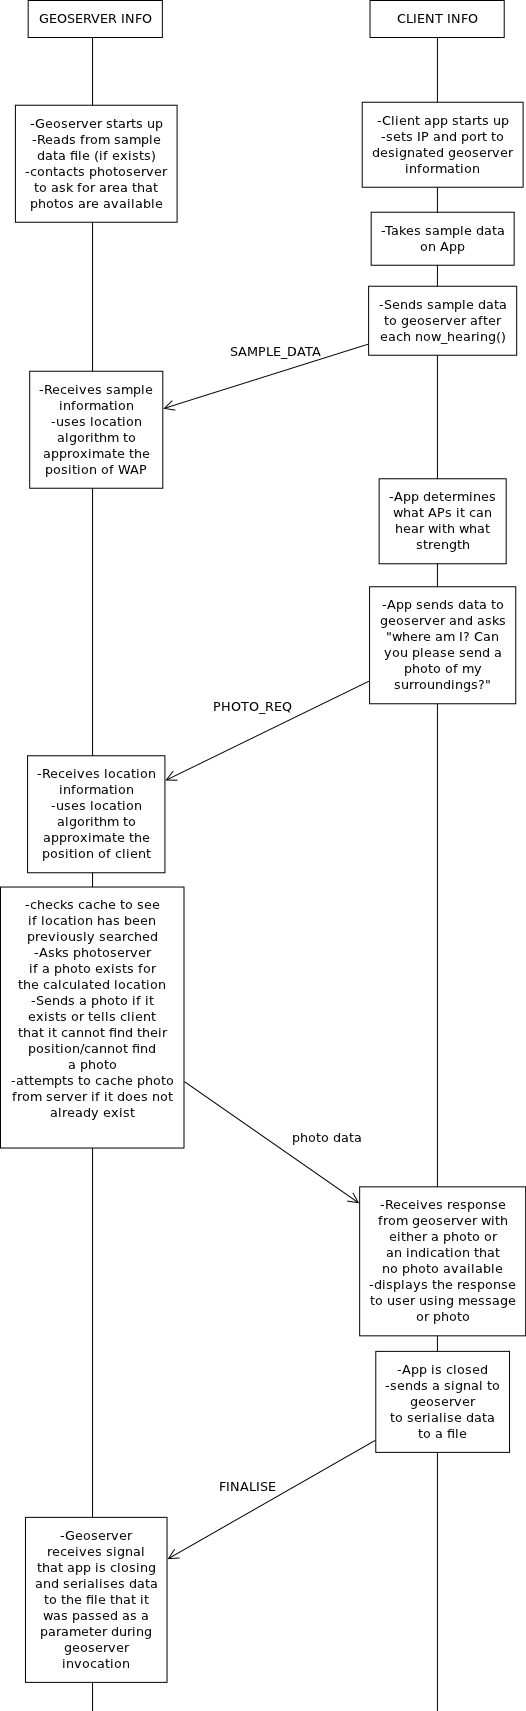 GEOSERVER INFO
CLIENT INFO
-Geoserver starts up
-Reads from sample
data file (if exists)
-contacts photoserver
to ask for area that
photos are available
-Client app starts up
-sets IP and port to
designated geoserver
information
-Takes sample data
on App
-Sends sample data
to geoserver after
each now_hearing()
SAMPLE_DATA
-Receives sample
information
-uses location
algorithm to
approximate the
position of WAP
-App determines
what APs it can
hear with what
strength
-App sends data to
geoserver and asks
"where am I? Can
you please send a
photo of my
surroundings?"
PHOTO_REQ
-Receives location
information
-uses location
algorithm to
approximate the
position of client
-checks cache to see
if location has been
previously searched
-Asks photoserver
if a photo exists for
the calculated location
-Sends a photo if it
exists or tells client
that it cannot find their
position/cannot find
a photo
-attempts to cache photo
from server if it does not
already exist
photo data
-Receives response
from geoserver with
either a photo or
an indication that
no photo available
-displays the response
to user using message
or photo
-App is closed
-sends a signal to
geoserver
to serialise data
to a file
FINALISE
-Geoserver
receives signal
that app is closing
and serialises data
to the file that it
was passed as a
parameter during
geoserver
invocation